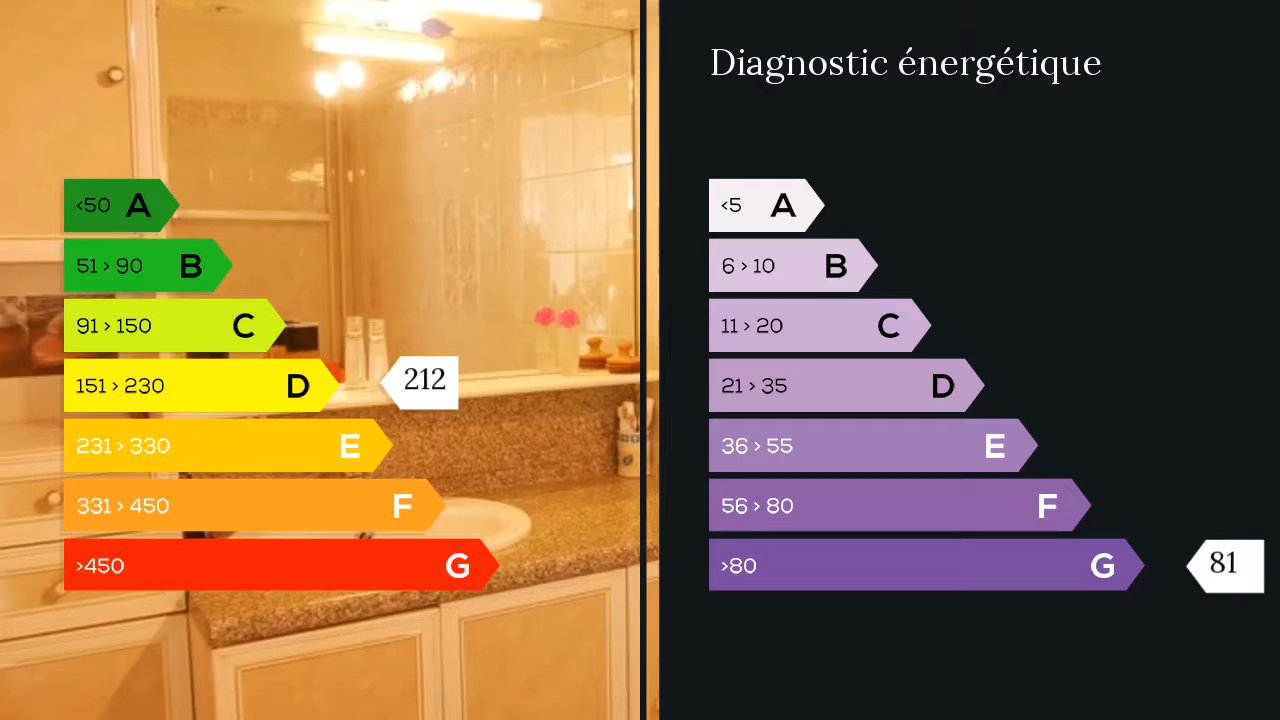 Diagnostic énergétique
<50 A
51 > 90 B
91 > 150 C
151 > 230 D
212
231 > 330 E
331 > 450 F
>450 G
<5 A
6 > 10 B
11 > 20 C
21 > 35 D
36 > 55 E
56 > 80 F
>80 G
81